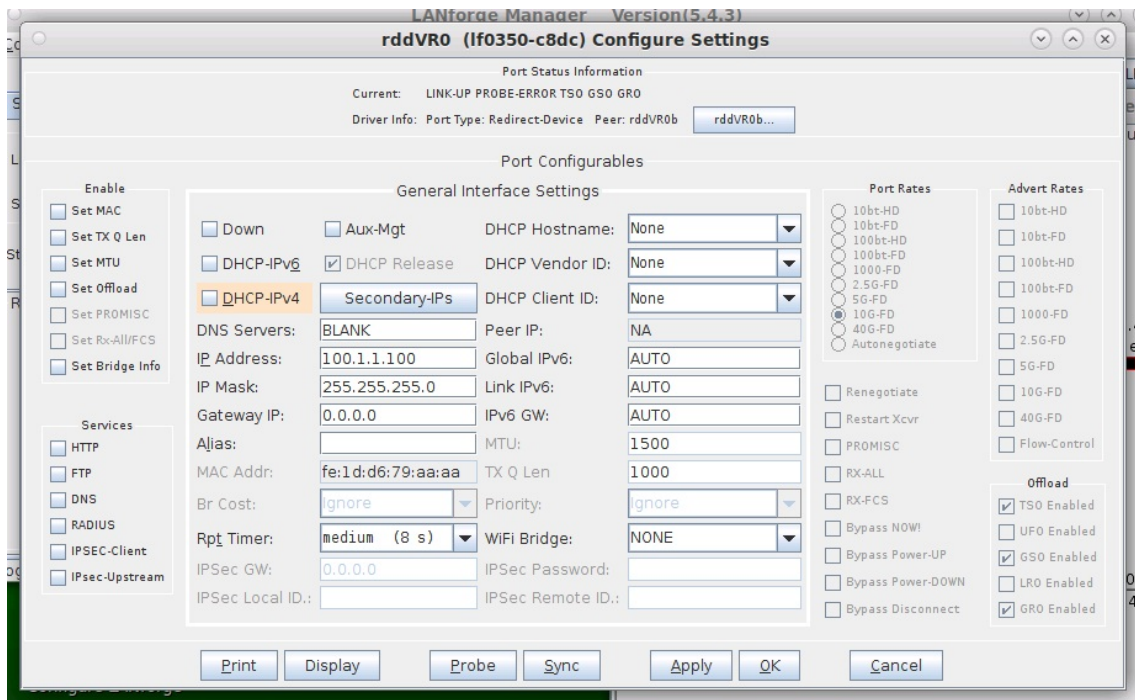 LANforge Manager Version(5.4.3)
rddVR0 (lf0350-c8dc) Configure Settings
Port Status Information
Current: LINK-UP PROBE-ERROR TSO GSO GRO
Driver Info: Port Type: Redirect-Device Peer: rddVR0b rddVR0b...
Port Configurables
Enable
Set MAC
Set TX Q Len
Set MTU
Set Offload
Set PROMISC
Set Rx-All/FCS
Set Bridge Info
Services
HTTP
FTP
DNS
RADIUS
IPSEC-Client
IPsec-Upstream
General Interface Settings
Down Aux-Mgt DHCP Hostname: None
DHCP-IPv6 DHCP Release DHCP Vendor ID: None
DHCP-IPv4 Secondary-IPs DHCP Client ID: None
DNS Servers: BLANK Peer IP: NA
IP Address: 100.1.1.100 Global IPv6: AUTO
IP Mask: 255.255.255.0 Link IPv6: AUTO
Gateway IP: 0.0.0.0 IPv6 GW: AUTO
Alias: MTU: 1500
MAC Addr: fe:1d:d6:79:aa:aa TX Q Len 1000
Br Cost: Ignore Priority: Ignore
Rpt Timer: medium (8 s) WiFi Bridge: NONE
IPSec GW: 0.0.0.0 IPSec Password:
IPSec Local ID.: IPSec Remote ID.:
Port Rates
10bt-HD
10bt-FD
100bt-HD
100bt-FD
1000-FD
2.5G-FD
5G-FD
10G-FD
40G-FD
Autonegotiate
Renegotiate
Restart Xcvr
PROMISC
RX-ALL
RX-FCS
Bypass NOW!
Bypass Power-UP
Bypass Power-DOWN
Bypass Disconnect
Advert Rates
10bt-HD
10bt-FD
100bt-HD
100bt-FD
1000-FD
2.5G-FD
5G-FD
10G-FD
40G-FD
Flow-Control
Offload
TSO Enabled
UFO Enabled
GSO Enabled
LRO Enabled
GRO Enabled
Print Display Probe Sync Apply OK Cancel